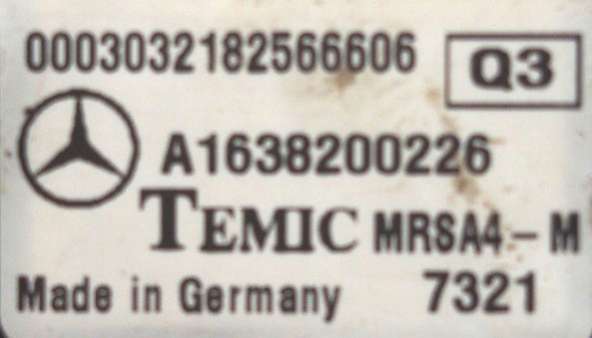 0003032182566606
Q3
A1638200226
TEMIC MRSA4-M
Made in Germany 7321